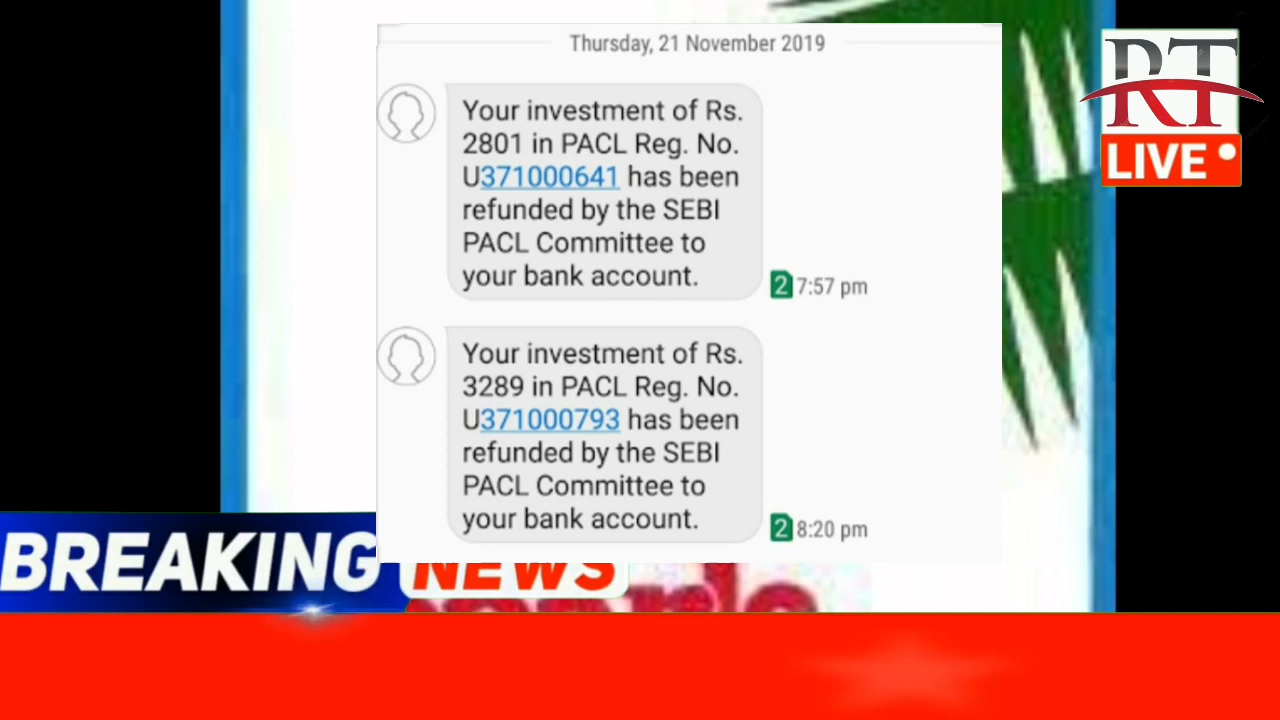 Thursday, 21 November 2019
Your investment of Rs.
2801 in PACL Reg. No.
U371000641 has been
refunded by the SEBI
PACL Committee to
your bank account.
2 7:57 pm
Your investment of Rs.
3289 in PACL Reg. No.
U371000793 has been
refunded by the SEBI
PACL Committee to
your bank account.
2 8:20 pm
RT
LIVE
BREAKING NEWS